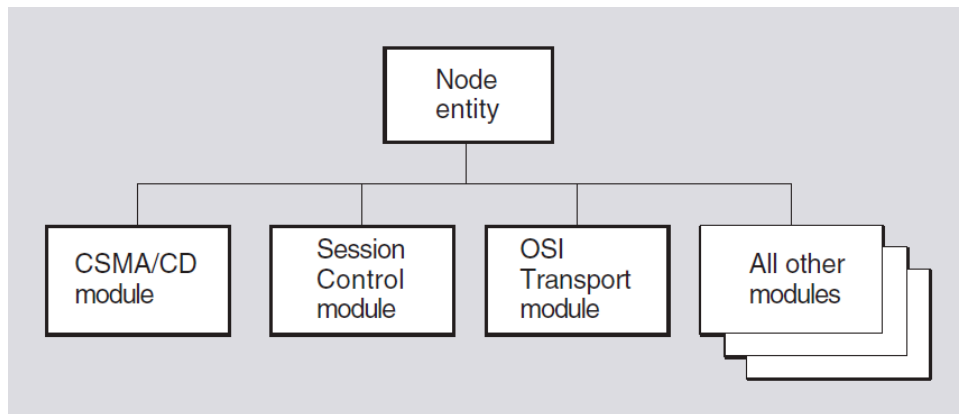 Node
entity
CSMA/CD
module
Session
Control
module
OSI
Transport
module
All other
modules